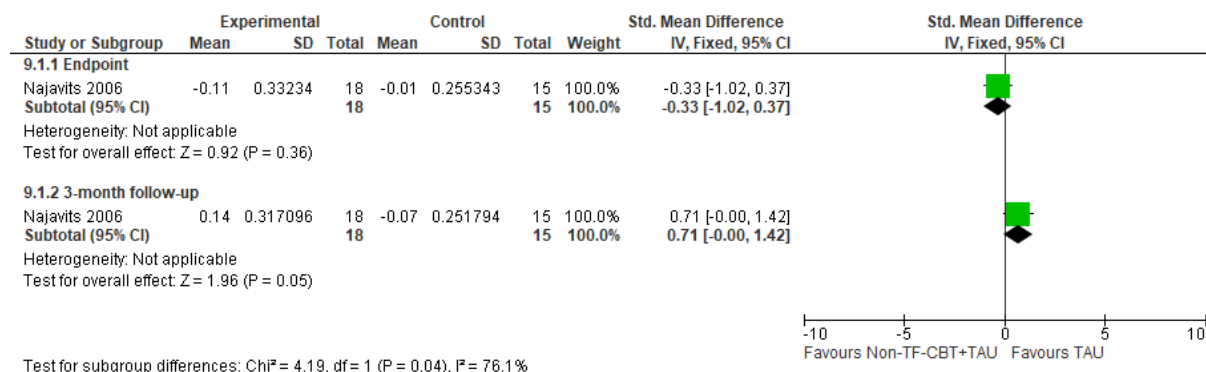 Experimental Control Std. Mean Difference Std. Mean Difference
Study or Subgroup Mean SD Total Mean SD Total Weight IV, Fixed, 95% CI IV, Fixed, 95% CI
9.1.1 Endpoint
Najavits 2006 -0.11 0.33234 18 -0.01 0.255343 15 100.0% -0.33 [-1.02, 0.37]
Subtotal (95% CI) 18 15 100.0% -0.33 [-1.02, 0.37]
Heterogeneity: Not applicable
Test for overall effect: Z = 0.92 (P = 0.36)
9.1.2 3-month follow-up
Najavits 2006 0.14 0.317096 18 -0.07 0.251794 15 100.0% 0.71 [-0.00, 1.42]
Subtotal (95% CI) 18 15 100.0% 0.71 [-0.00, 1.42]
Heterogeneity: Not applicable
Test for overall effect: Z = 1.96 (P = 0.05)
-10 -5 0 5 10
Favours Non-TF-CBT+TAU Favours TAU
Test for subgroup differences: Chi² = 4.19, df = 1 (P = 0.04), I² = 76.1%